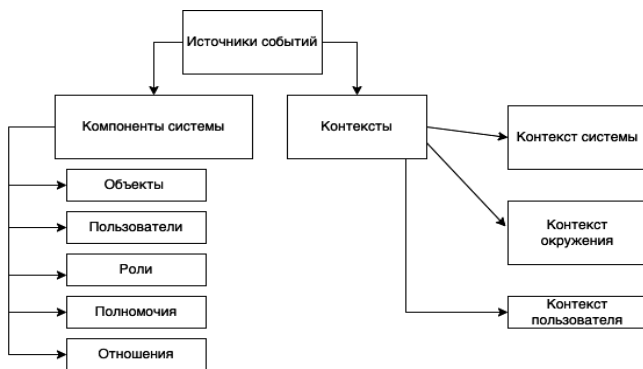 Источники событий
Компоненты системы
Контексты
Контекст системы
Объекты
Пользователи
Контекст
окружения
Роли
Полномочия
Контекст
пользователя
Отношения